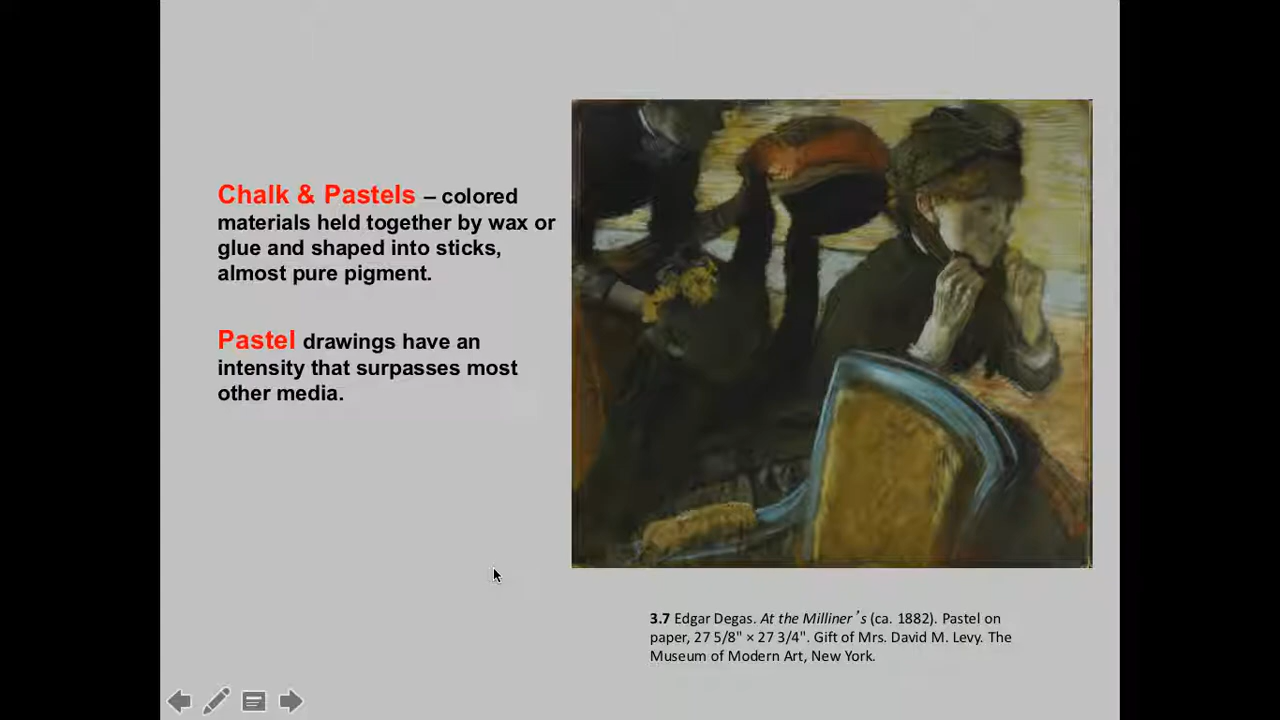 Chalk & Pastels – colored
materials held together by wax or
glue and shaped into sticks,
almost pure pigment.
Pastel drawings have an
intensity that surpasses most
other media.
3.7 Edgar Degas. At the Milliner’s (ca. 1882). Pastel on
paper, 27 5/8" × 27 3/4". Gift of Mrs. David M. Levy. The
Museum of Modern Art, New York.